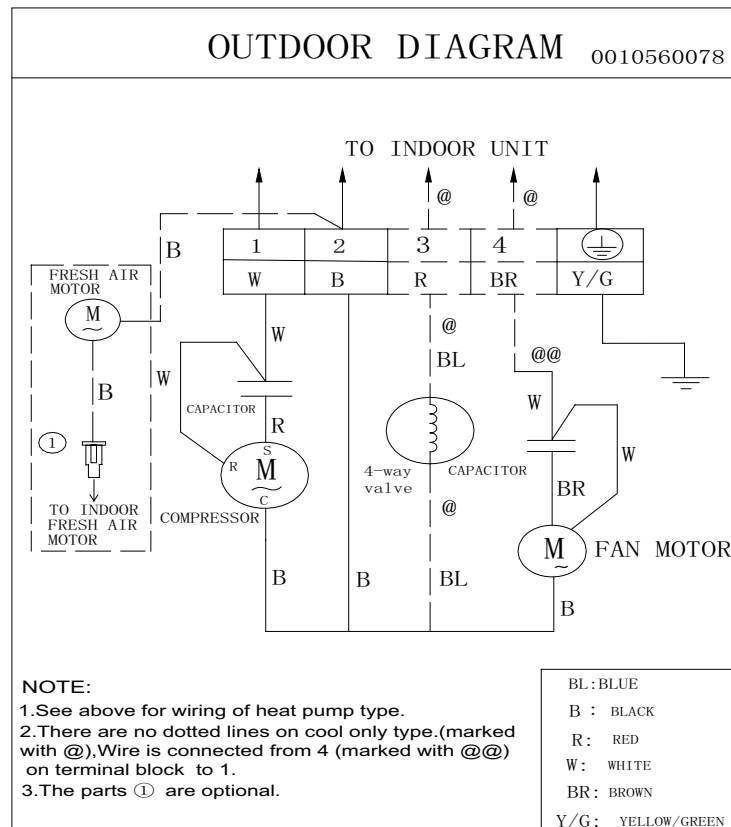 OUTDOOR DIAGRAM 0010560078
TO INDOOR UNIT
@ @
1 2 3 4
W B R BR Y/G
B
FRESH AIR
MOTOR
M
~
B
①
TO INDOOR
FRESH AIR
MOTOR
W
W
CAPACITOR
R
S
R
M
~
C
COMPRESSOR
B
B
@
BL
4-way
valve
@
BL
@@
W
CAPACITOR
W
BR
M
~
FAN MOTOR
B
NOTE:
1.See above for wiring of heat pump type.
2.There are no dotted lines on cool only type.(marked
with @),Wire is connected from 4 (marked with @@)
on terminal block to 1.
3.The parts ① are optional.
BL:BLUE
B : BLACK
R: RED
W: WHITE
BR: BROWN
Y/G: YELLOW/GREEN